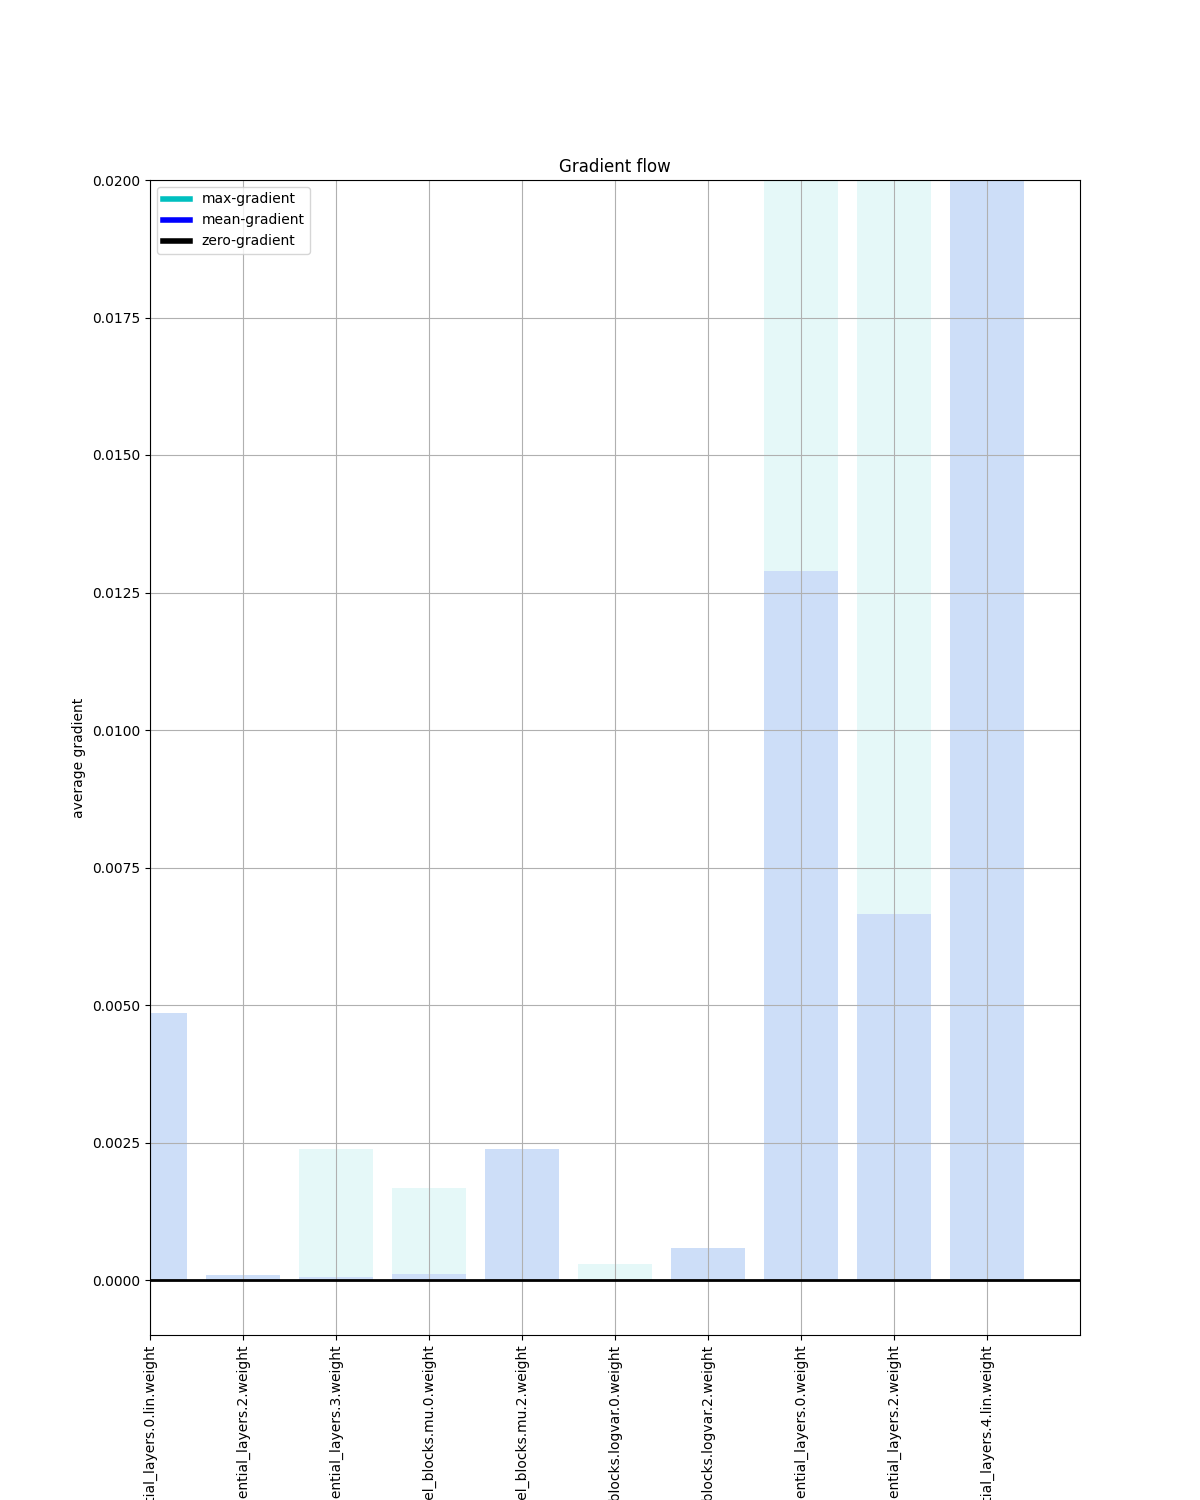 Gradient flow
max-gradient
mean-gradient
zero-gradient
0.0200
0.0175
0.0150
0.0125
0.0100
0.0075
0.0050
0.0025
0.0000
average gradient
tial_layers.0.lin.weight
ential_layers.2.weight
ential_layers.3.weight
el_blocks.mu.0.weight
el_blocks.mu.2.weight
blocks.logvar.0.weight
blocks.logvar.2.weight
ential_layers.0.weight
ential_layers.2.weight
tial_layers.4.lin.weight